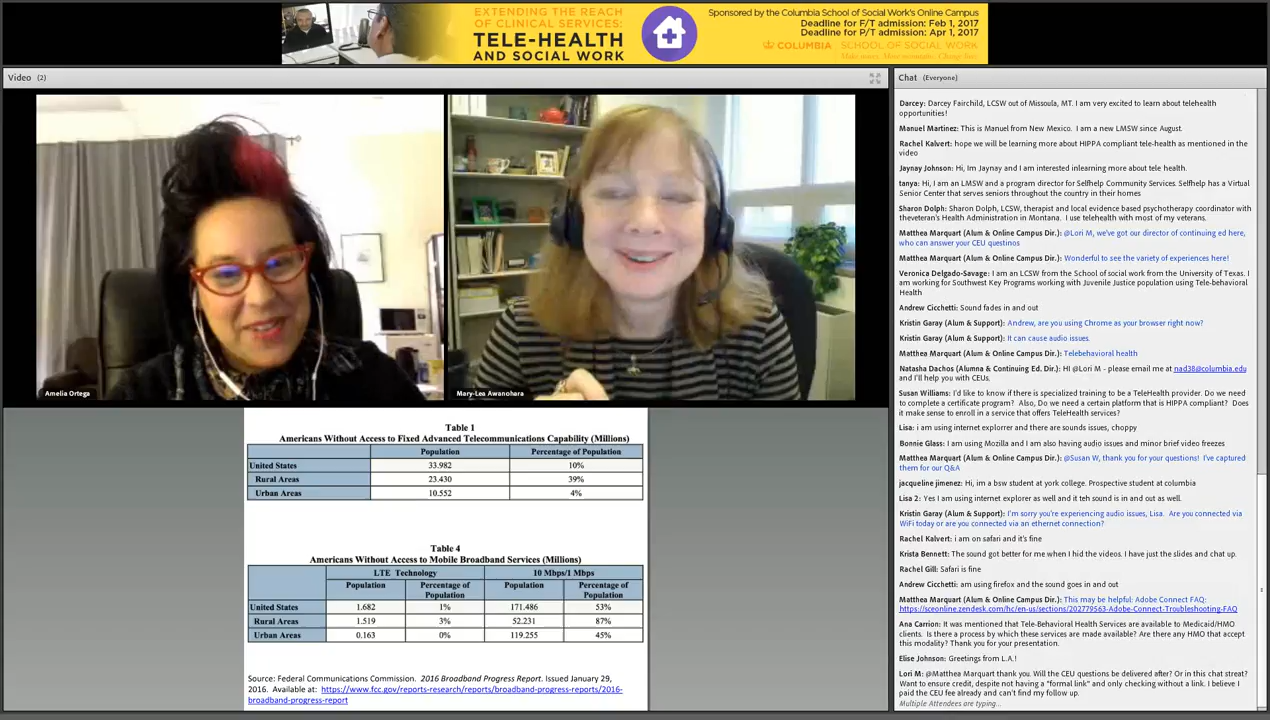 EXTENDING THE REACH
OF CLINICAL SERVICES:
TELE-HEALTH
AND SOCIAL WORK
Sponsored by the Columbia School of Social Work's Online Campus
Deadline for F/T admission: Feb 1, 2017
Deadline for P/T admission: Apr 1, 2017
COLUMBIA SCHOOL OF SOCIAL WORK
Video (2)
Amelia Ortega
Mary-Lea Awanohara
Table 1
Americans Without Access to Fixed Advanced Telecommunications Capability (Millions)
Population Percentage of Population
United States 33.982 10%
Rural Areas 23.430 39%
Urban Areas 10.552 4%
Table 4
Americans Without Access to Mobile Broadband Services (Millions)
LTE Technology 10 Mbps/1 Mbps
Population Percentage of Population Population Percentage of Population
United States 1.682 1% 171.486 53%
Rural Areas 1.519 3% 52.231 87%
Urban Areas 0.163 0% 119.255 45%
Source: Federal Communications Commission. 2016 Broadband Progress Report. Issued January 29,
2016. Available at: https://www.fcc.gov/reports-research/reports/broadband-progress-reports/2016-
broadband-progress-report
Chat (Everyone)
Darcey: Darcey Fairchild, LCSW out of Missoula, MT. I am very excited to learn about telehealth
opportunities!
Manuel Martinez: This is Manuel from New Mexico. I am a new LMSW since August.
Rachel Kalvert: hope we will be learning more about HIPPA compliant tele-health as mentioned in the
video
Jaynay Johnson: Hi, Im Jaynay and I am interested inlearning more about tele health.
tanya: Hi, I am an LMSW and a program director for Selfhelp Community Services. Selfhelp has a Virtual
Senior Center that serves seniors throughout the country in their homes
Sharon Dolph: Sharon Dolph, LCSW, therapist and local evidence based psychotherapy coordinator with
theveteran's Health Administration in Montana. I use telehealth with most of my veterans.
Matthea Marquart (Alum & Online Campus Dir.): @Lori M, we've got our director of continuing ed here,
who can answer your CEU questinos
Matthea Marquart (Alum & Online Campus Dir.): Wonderful to see the variety of experiences here!
Veronica Delgado-Savage: I am an LCSW from the School of social work from the University of Texas. I
am working for Southwest Key Programs working with Juvenile Justice population using Tele-behavioral
Health
Andrew Cicchetti: Sound fades in and out
Kristin Garay (Alum & Support): Andrew, are you using Chrome as your browser right now?
Kristin Garay (Alum & Support): It can cause audio issues.
Matthea Marquart (Alum & Online Campus Dir.): Telebehavioral health
Natasha Dachos (Alumna & Continuing Ed. Dir.): HI @Lori M - please email me at nad38@columbia.edu
and I'll help you with CEUs.
Susan Williams: I'd like to know if there is specialized training to be a TeleHealth provider. Do we need
to complete a certificate program? Also, Do we need a certain platform that is HIPPA compliant? Does
it make sense to enroll in a service that offers TeleHealth services?
Lisa: i am using internet explorer and there are sounds issues, choppy
Bonnie Glass: I am using Mozilla and I am also having audio issues and minor brief video freezes
Matthea Marquart (Alum & Online Campus Dir.): @Susan W, thank you for your questions! I've captured
them for our Q&A
jacqueline jimenez: Hi, im a bsw student at york college. Prospective student at columbia
Lisa 2: Yes I am using internet explorer as well and it teh sound is in and out as well.
Kristin Garay (Alum & Support): I'm sorry you're experiencing audio issues, Lisa. Are you connected via
WiFi today or are you connected via an ethernet connection?
Rachel Kalvert: i am on safari and it's fine
Krista Bennett: The sound got better for me when I hid the videos. I have just the slides and chat up.
Rachel Gill: Safari is fine
Andrew Cicchetti: am using firefox and the sound goes in and out
Matthea Marquart (Alum & Online Campus Dir.): This may be helpful: Adobe Connect FAQ:
https://sceonline.zendesk.com/hc/en-us/sections/202779563-Adobe-Connect-Troubleshooting-FAQ
Ana Carrion: It was mentioned that Tele-Behavioral Health Services are available to Medicaid/HMO
clients. Is there a process by which these services are made available? Are there any HMO that accept
this modality? Thank you for your presentation.
Elise Johnson: Greetings from L.A.!
Lori M: @Matthea Marquart thank you. Will the CEU questions be delivered after? Or in this chat streat?
Want to ensure credit, despite not having a "formal link" and only checking without a link. I believe I
paid the CEU fee already and can't find my follow up.
Multiple Attendees are typing...